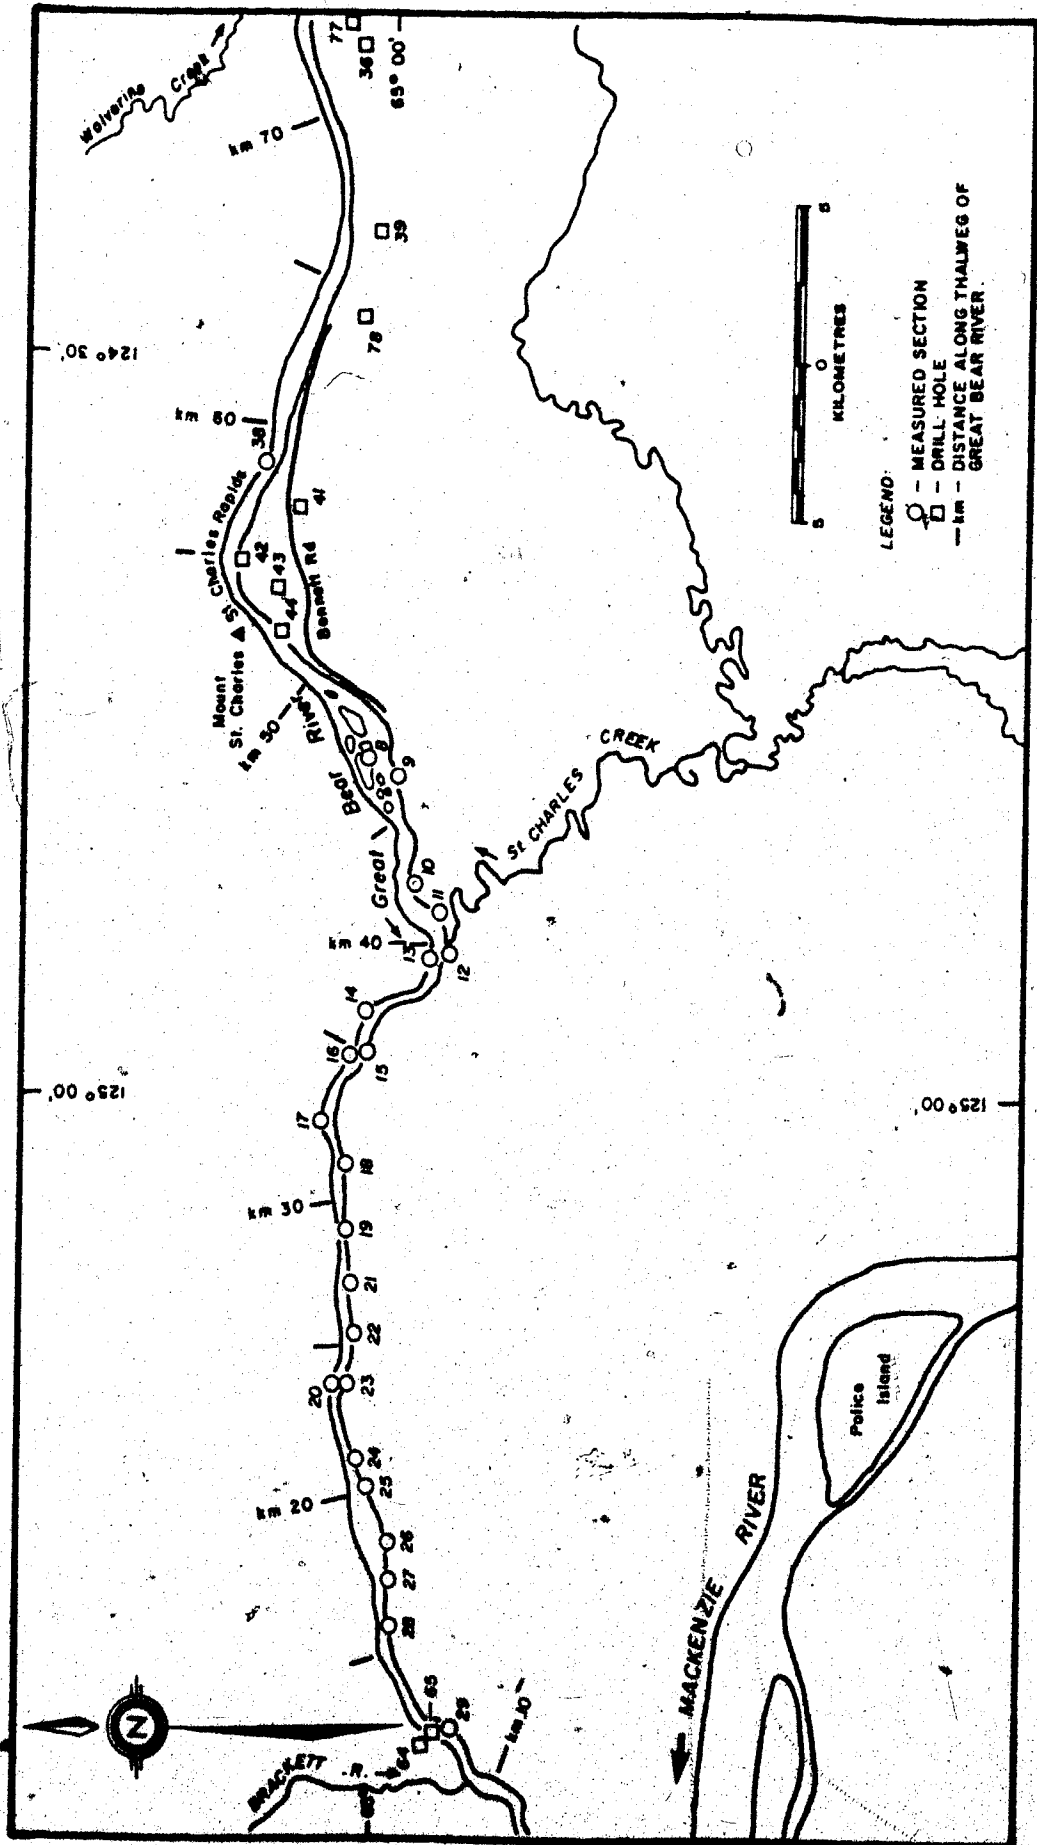 Wolverine Creek
77
36
65° 00'
km 70
39
78
124° 30'
km 60
38
St. Charles Rapids
42
41
43
44
Bennett Rd
Mount
St. Charles
km 50
Great Bear River
8
9
10
11
St CHARLES CREEK
km 40
13
12
14
16
15
125° 00'
125° 00'
17
18
km 30
19
21
22
20
23
24
25
km 20
26
27
28
65
29
64
km 10
N
BRACKETT R.
MACKENZIE RIVER
Police
Island
5 0 5
KILOMETRES
LEGEND:
- MEASURED SECTION
- DRILL HOLE
km - DISTANCE ALONG THALWEG OF
GREAT BEAR RIVER.